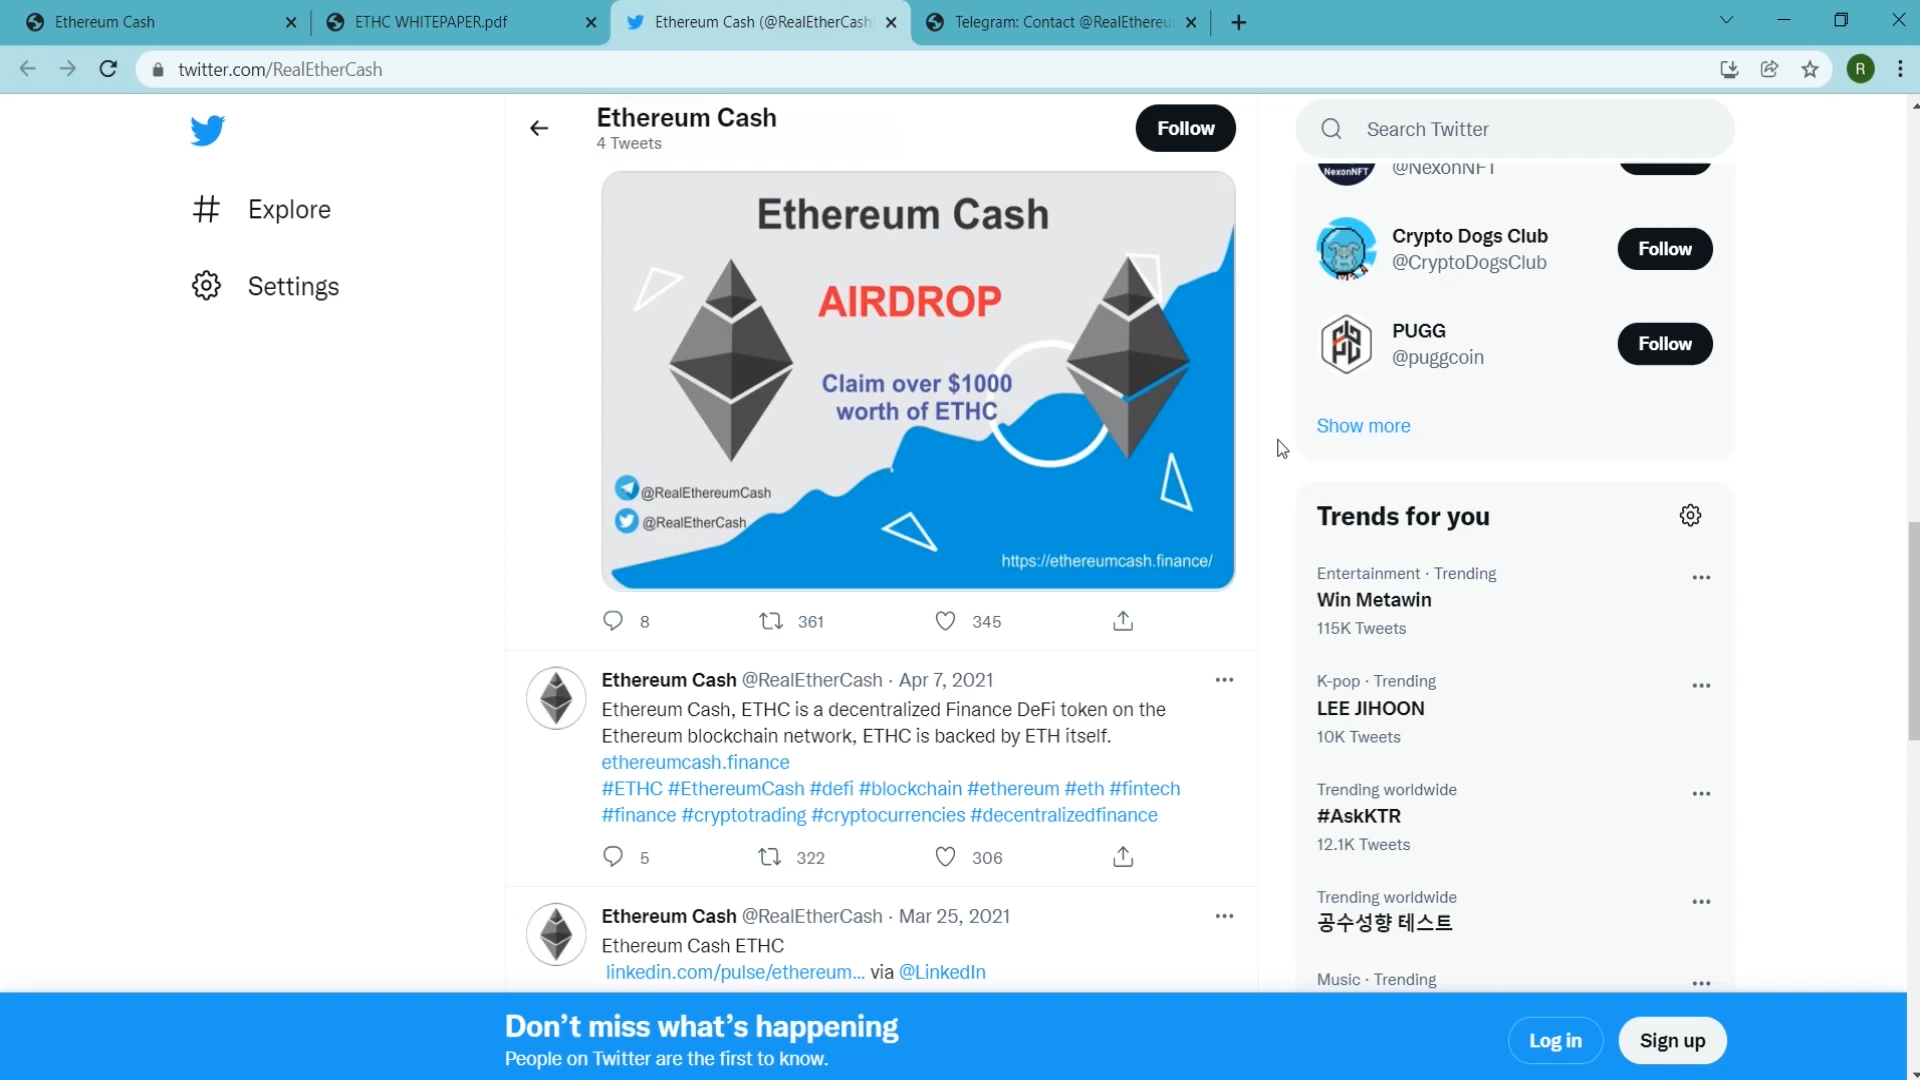 Ethereum Cash
ETHC WHITEPAPER.pdf
Ethereum Cash (@RealEtherCash)
Telegram: Contact @RealEthereu
twitter.com/RealEtherCash
R
Explore
Settings
Ethereum Cash
4 Tweets
Follow
Ethereum Cash
AIRDROP
Claim over $1000
worth of ETHC
@RealEthereumCash
@RealEtherCash
https://ethereumcash.finance/
8 361 345
Ethereum Cash @RealEtherCash · Apr 7, 2021
Ethereum Cash, ETHC is a decentralized Finance DeFi token on the
Ethereum blockchain network, ETHC is backed by ETH itself.
ethereumcash.finance
#ETHC #EthereumCash #defi #blockchain #ethereum #eth #fintech
#finance #cryptotrading #cryptocurrencies #decentralizedfinance
5 322 306
Ethereum Cash @RealEtherCash · Mar 25, 2021
Ethereum Cash ETHC
linkedin.com/pulse/ethereum... via @LinkedIn
Search Twitter
NexonNFT
@NexonNFT
Crypto Dogs Club
@CryptoDogsClub
Follow
PUGG
@puggcoin
Follow
Show more
Trends for you
Entertainment · Trending
Win Metawin
115K Tweets
K-pop · Trending
LEE JIHOON
10K Tweets
Trending worldwide
#AskKTR
12.1K Tweets
Trending worldwide
공수성향 테스트
Music · Trending
Don't miss what's happening
People on Twitter are the first to know.
Log in
Sign up